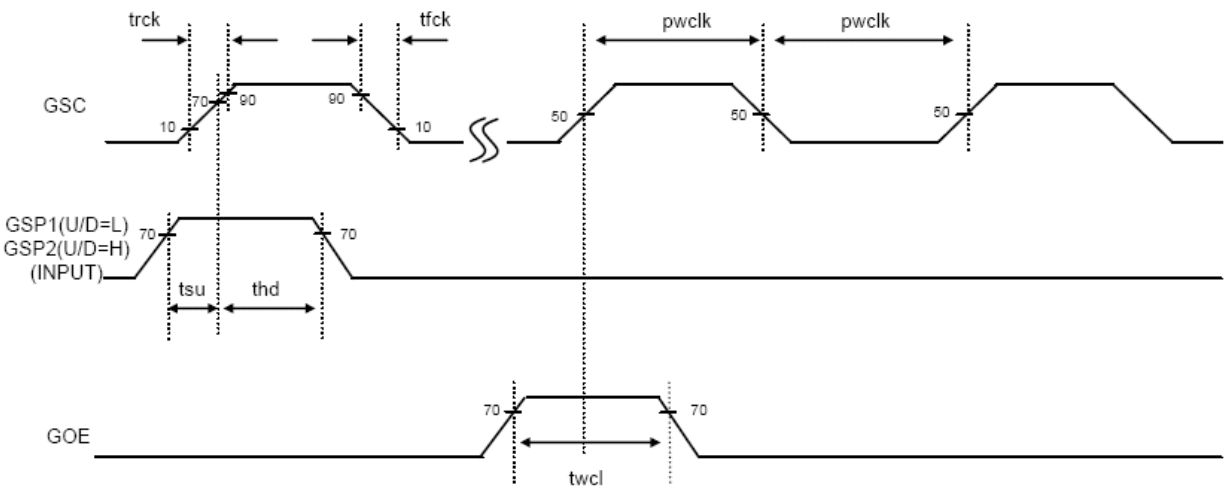 trck tfck pwclk pwclk
GSC
10 70 90 90 10 50 50 50
GSP1(U/D=L)
GSP2(U/D=H)
(INPUT)
70 70
tsu thd
GOE
70 70
twcl